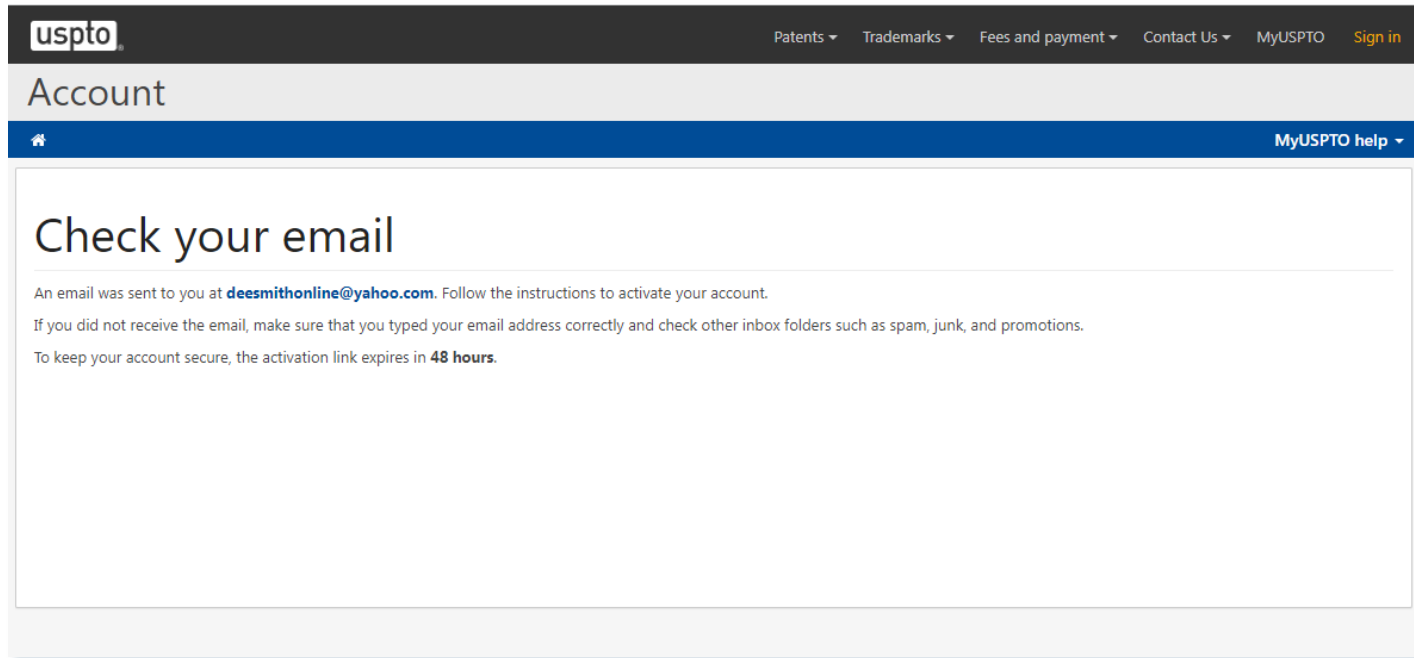 uspto
Patents Trademarks Fees and payment Contact Us MyUSPTO Sign in
Account
MyUSPTO help
Check your email
An email was sent to you at deesmithonline@yahoo.com. Follow the instructions to activate your account.
If you did not receive the email, make sure that you typed your email address correctly and check other inbox folders such as spam, junk, and promotions.
To keep your account secure, the activation link expires in 48 hours.